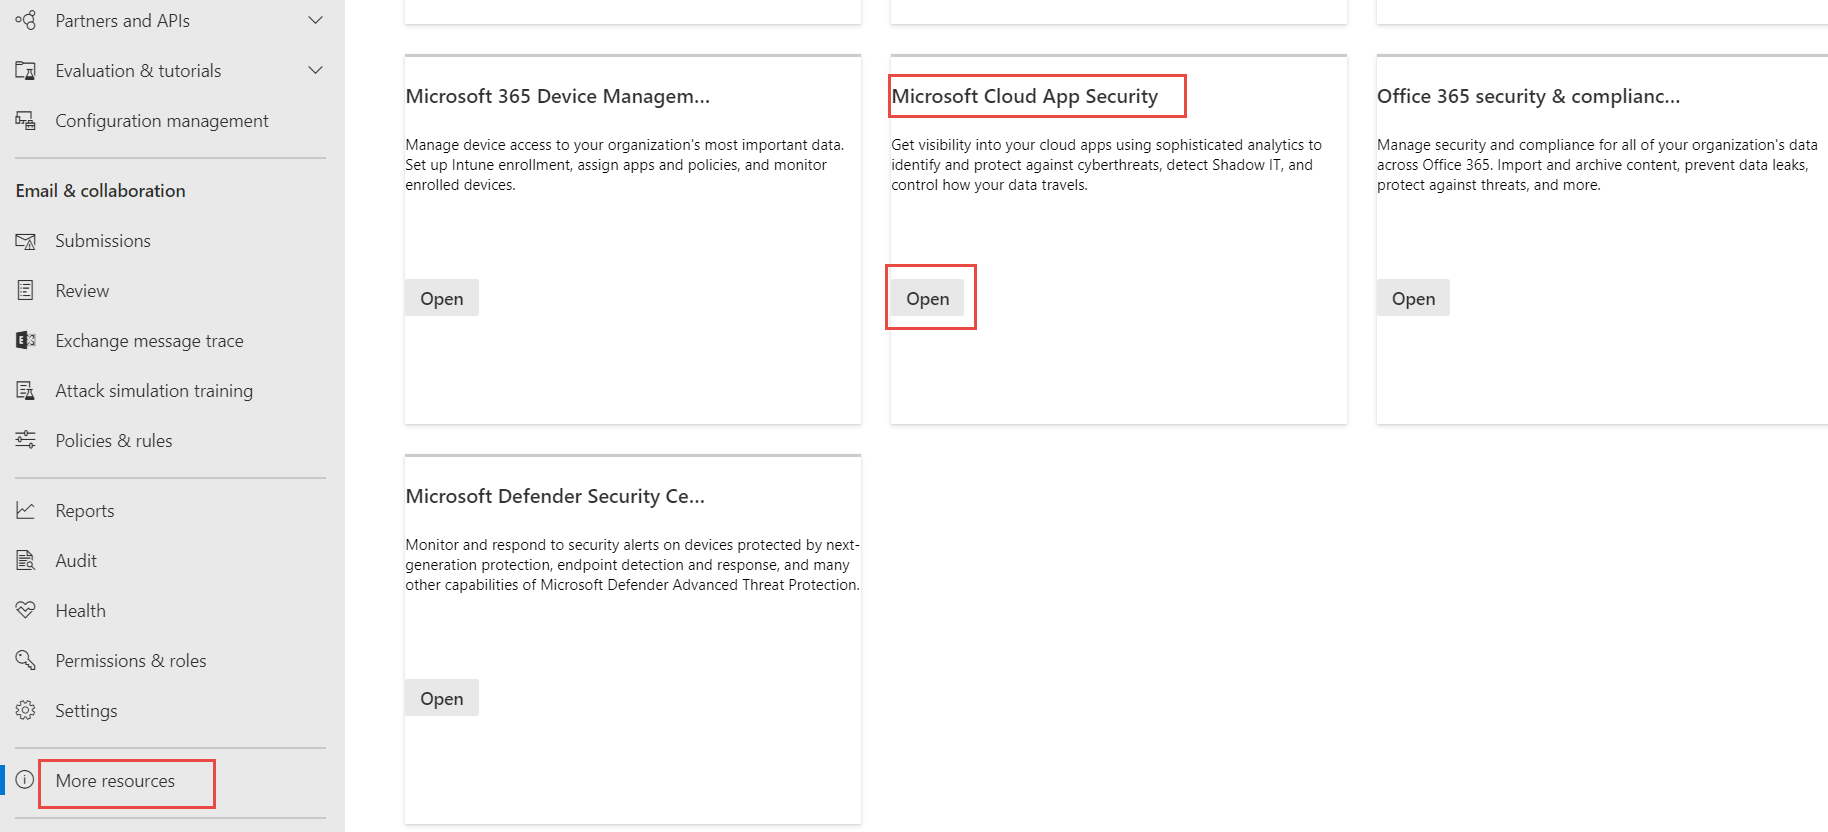 Partners and APIs
Evaluation & tutorials
Configuration management
Email & collaboration
Submissions
Review
Exchange message trace
Attack simulation training
Policies & rules
Reports
Audit
Health
Permissions & roles
Settings
More resources
Microsoft 365 Device Managem...
Manage device access to your organization's most important data.
Set up Intune enrollment, assign apps and policies, and monitor
enrolled devices.
Open
Microsoft Cloud App Security
Get visibility into your cloud apps using sophisticated analytics to
identify and protect against cyberthreats, detect Shadow IT, and
control how your data travels.
Open
Office 365 security & complianc...
Manage security and compliance for all of your organization's data
across Office 365. Import and archive content, prevent data leaks,
protect against threats, and more.
Open
Microsoft Defender Security Ce...
Monitor and respond to security alerts on devices protected by next-
generation protection, endpoint detection and response, and many
other capabilities of Microsoft Defender Advanced Threat Protection.
Open